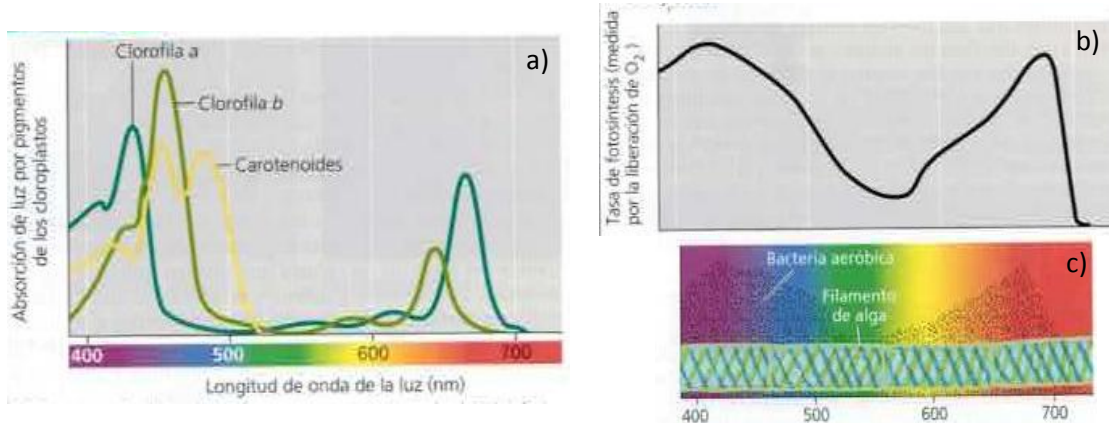 a)
Clorofila a
Clorofila b
Carotenoides
Absorción de luz por pigmentos
de los cloroplastos
400
500
600
700
Longitud de onda de la luz (nm)
b)
Tasa de fotosíntesis (medida
por la liberación de O₂)
c)
Bacteria aeróbica
Filamento
de alga
400
500
600
700